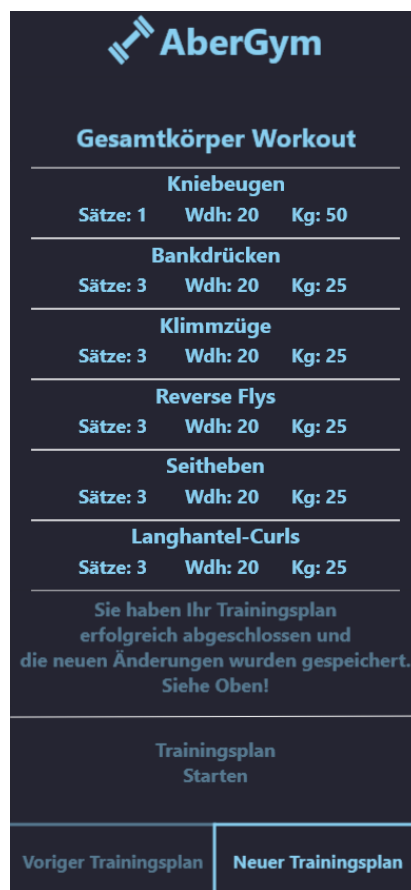 AberGym
Gesamtkörper Workout
Kniebeugen
Sätze: 1 Wdh: 20 Kg: 50
Bankdrücken
Sätze: 3 Wdh: 20 Kg: 25
Klimmzüge
Sätze: 3 Wdh: 20 Kg: 25
Reverse Flys
Sätze: 3 Wdh: 20 Kg: 25
Seitheben
Sätze: 3 Wdh: 20 Kg: 25
Langhantel-Curls
Sätze: 3 Wdh: 20 Kg: 25
Sie haben Ihr Trainingsplan
erfolgreich abgeschlossen und
die neuen Änderungen wurden gespeichert.
Siehe Oben!
Trainingsplan
Starten
Voriger Trainingsplan Neuer Trainingsplan